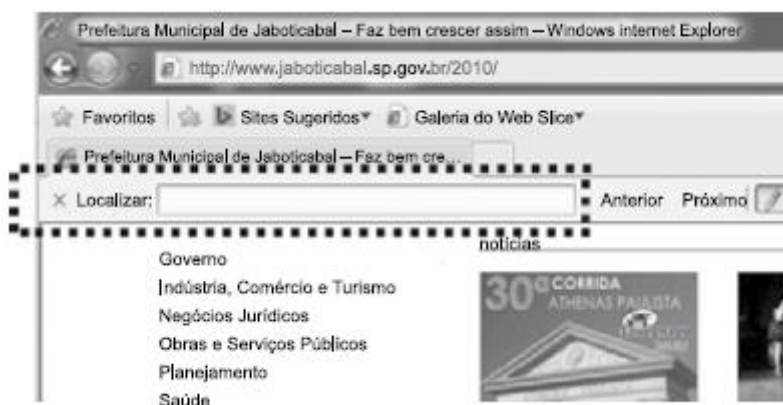 Prefeitura Municipal de Jaboticabal – Faz bem crescer assim – Windows internet Explorer
http://www.jaboticabal.sp.gov.br/2010/
Favoritos Sites Sugeridos Galeria do Web Slice
Prefeitura Municipal de Jaboticabal – Faz bem cre...
× Localizar: Anterior Próximo
notícias
Governo
Indústria, Comércio e Turismo
Negócios Jurídicos
Obras e Serviços Públicos
Planejamento
Saúde
30ª CORRIDA
ATHENAS PAULISTA